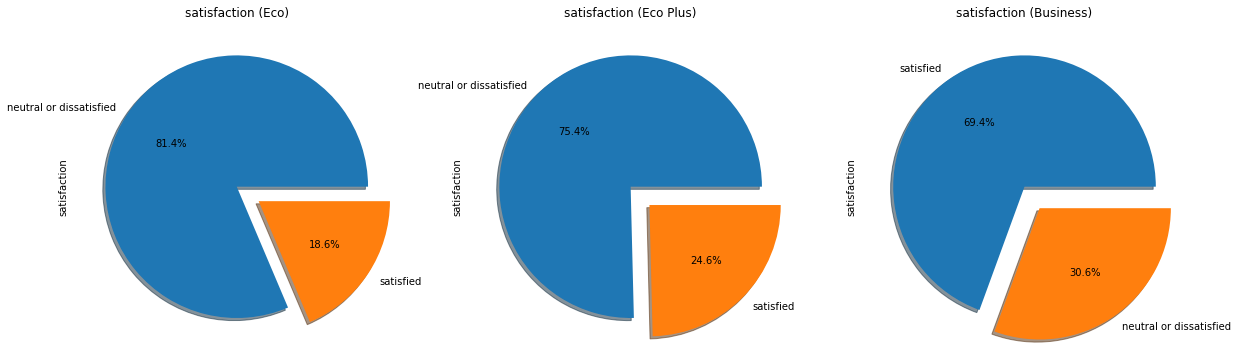 satisfaction (Eco)
neutral or dissatisfied
81.4%
satisfaction
18.6%
satisfied
satisfaction (Eco Plus)
neutral or dissatisfied
75.4%
satisfaction
24.6%
satisfied
satisfaction (Business)
satisfied
69.4%
satisfaction
30.6%
neutral or dissatisfied